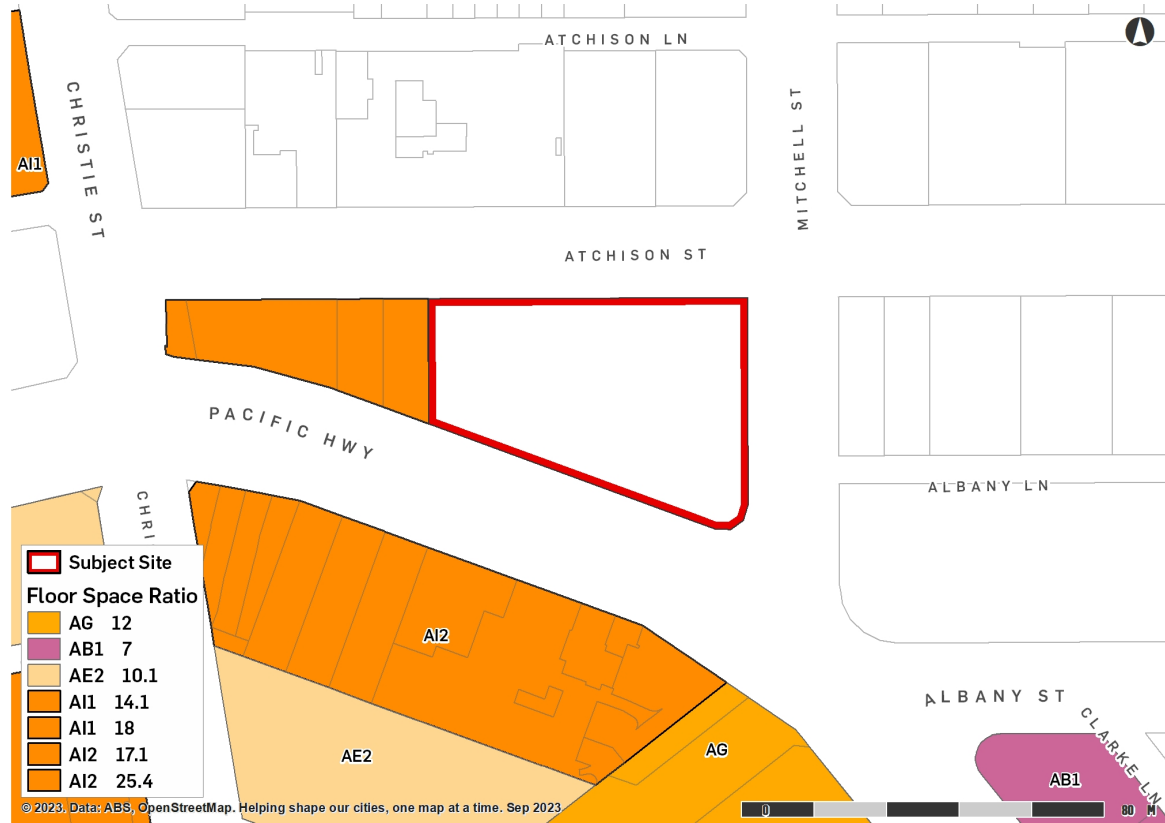 ATCHISON LN
CHRISTIE ST
MITCHELL ST
AI1
ATCHISON ST
PACIFIC HWY
ALBANY LN
CHRI
Subject Site
Floor Space Ratio
AG 12
AB1 7
AE2 10.1
AI1 14.1
AI1 18
AI2 17.1
AI2 25.4
AI2
AE2
AG
ALBANY ST
CLARKE LN
AB1
© 2023. Data: ABS, OpenStreetMap. Helping shape our cities, one map at a time. Sep 2023
0 80 M